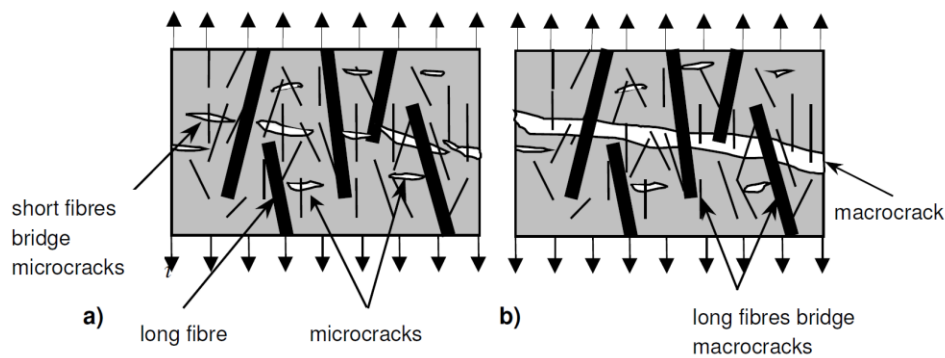 short fibres
bridge
microcracks
a)
long fibre
microcracks
b)
macrocrack
long fibres bridge
macrocracks